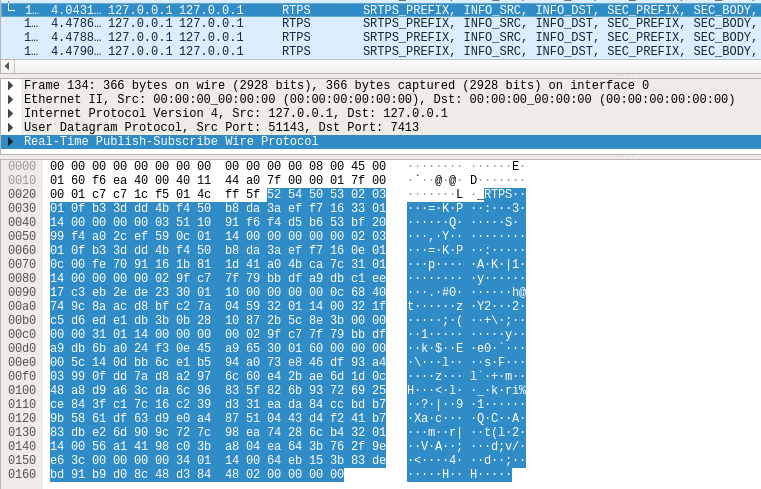 1… 4.0431… 127.0.0.1 127.0.0.1 RTPS SRTPS_PREFIX, INFO_SRC, INFO_DST, SEC_PREFIX, SEC_BODY,
1… 4.4786… 127.0.0.1 127.0.0.1 RTPS SRTPS_PREFIX, INFO_SRC, INFO_DST, SEC_PREFIX, SEC_BODY,
1… 4.4788… 127.0.0.1 127.0.0.1 RTPS SRTPS_PREFIX, INFO_SRC, INFO_DST, SEC_PREFIX, SEC_BODY,
1… 4.4790… 127.0.0.1 127.0.0.1 RTPS SRTPS_PREFIX, INFO_SRC, INFO_DST, SEC_PREFIX, SEC_BODY,
Frame 134: 366 bytes on wire (2928 bits), 366 bytes captured (2928 bits) on interface 0
Ethernet II, Src: 00:00:00_00:00:00 (00:00:00:00:00:00), Dst: 00:00:00_00:00:00 (00:00:00:00:00:00)
Internet Protocol Version 4, Src: 127.0.0.1, Dst: 127.0.0.1
User Datagram Protocol, Src Port: 51143, Dst Port: 7413
Real-Time Publish-Subscribe Wire Protocol
0000 00 00 00 00 00 00 00 00 00 00 00 00 08 00 45 00 ········ ······E·
0010 01 60 f6 ea 40 00 40 11 44 a0 7f 00 00 01 7f 00 ·`··@·@· D·······
0020 00 01 c7 c7 1c f5 01 4c ff 5f 52 54 50 53 02 03 ·······L ·_RTPS··
0030 01 0f b3 3d dd 4b f4 50 b8 da 3a ef f7 16 33 01 ···=·K·P ··:···3·
0040 14 00 00 00 00 03 51 10 91 f6 f4 d5 b6 53 bf 20 ······Q· ·····S· 
0050 99 f4 a0 2c ef 59 0c 01 14 00 00 00 00 00 02 03 ···,·Y·· ········
0060 01 0f b3 3d dd 4b f4 50 b8 da 3a ef f7 16 0e 01 ···=·K·P ··:·····
0070 0c 00 fe 70 91 16 1b 81 1d 41 a0 4b ca 7c 31 01 ···p···· ·A·K·|1·
0080 14 00 00 00 00 02 9f c7 7f 79 bb df a9 db c1 ee ········ ·y······
0090 17 c3 eb 2e de 23 30 01 10 00 00 00 00 0c 68 40 ···.·#0· ······h@
00a0 74 9c 8a ac d8 bf c2 7a 04 59 32 01 14 00 32 1f t······z ·Y2···2·
00b0 c5 d6 ed e1 db 3b 0b 28 10 87 2b 5c 8e 3b 00 00 ·····;·( ··+\·;··
00c0 00 00 31 01 14 00 00 00 00 02 9f c7 7f 79 bb df ··1····· ·····y··
00d0 a9 db 6b a0 24 f3 0e 45 a9 65 30 01 60 00 00 00 ··k·$··E ·e0·`···
00e0 00 5c 14 0d bb 6c e1 b5 94 a0 73 e8 46 df 93 a4 ·\···l·· ··s·F···
00f0 03 99 0f dd 7a d8 a2 97 6c 60 e4 2b ae 6d 1d 0c ····z··· l`·+·m··
0100 48 a8 d9 a6 3c da 6c 96 83 5f 82 6b 93 72 69 25 H···<·l· ·_·k·ri%
0110 ce 84 3f c1 7c 16 c2 39 d3 31 ea da 84 cc bd b7 ··?·|··9 ·1······
0120 9b 58 61 df 63 d9 e0 a4 87 51 04 43 d4 f2 41 b7 ·Xa·c··· ·Q·C··A·
0130 83 db e2 6d 90 9c 72 7c 98 ea 74 28 6c b4 32 01 ···m··r| ··t(l·2·
0140 14 00 56 a1 41 98 c0 3b a8 04 ea 64 3b 76 2f 9e ··V·A··; ···d;v/·
0150 e6 3c 00 00 00 00 34 01 14 00 64 eb 15 3b 83 de ·<····4· ··d··;··
0160 bd 91 b9 d0 8c 48 d3 84 48 02 00 00 00 00 ·····H·· H·····